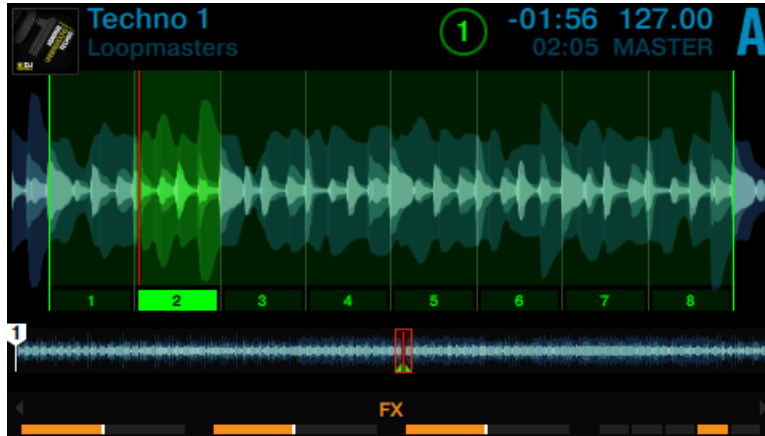 Techno 1
Loopmasters
1
-01:56 127.00
02:05 MASTER
A
1 2 3 4 5 6 7 8
1
FX